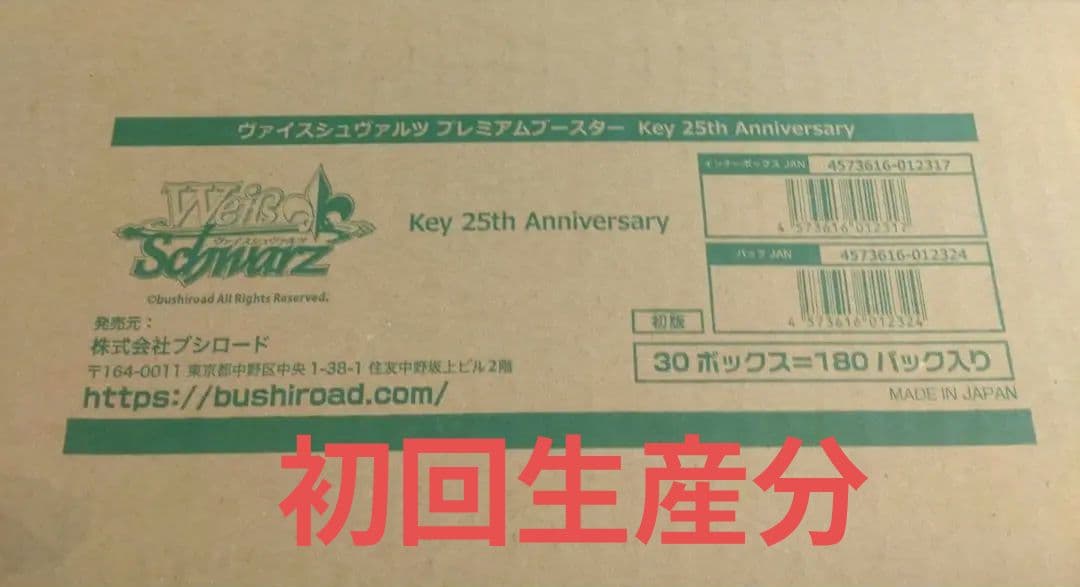 ヴァイスシュヴァルツ プレミアムブースター Key 25th Anniversary
Weiß Schwarz
ヴァイスシュヴァルツ
©bushiroad All Rights Reserved.
Key 25th Anniversary
インナーボックス JAN 4573616-012317
4 573616 012317
パック JAN 4573616-012324
4 573616 012324
発売元：
株式会社ブシロード
〒164-0011 東京都中野区中央1-38-1 住友中野坂上ビル2階
https://bushiroad.com/
初版
30ボックス=180パック入り
MADE IN JAPAN
初回生産分